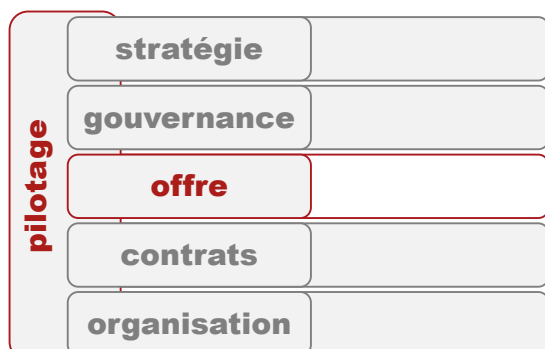 pilotage
stratégie
gouvernance
offre
contrats
organisation